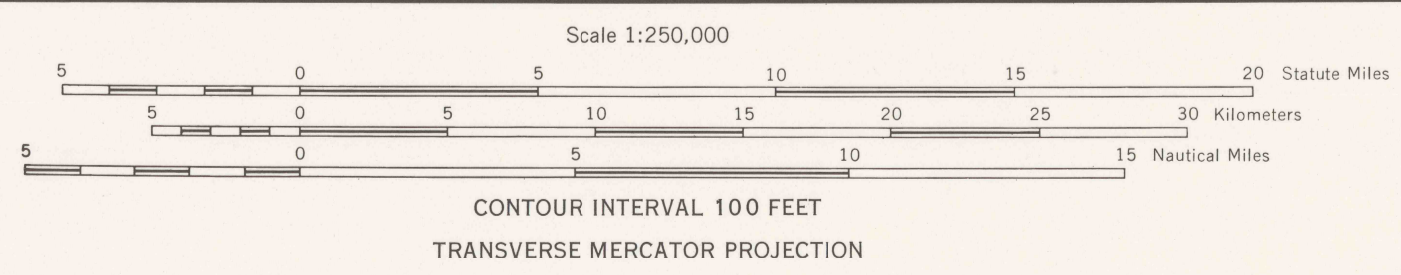 Scale 1:250,000
5 0 5 10 15 20 Statute Miles
5 0 5 10 15 20 25 30 Kilometers
5 0 5 10 15 Nautical Miles
CONTOUR INTERVAL 100 FEET
TRANSVERSE MERCATOR PROJECTION